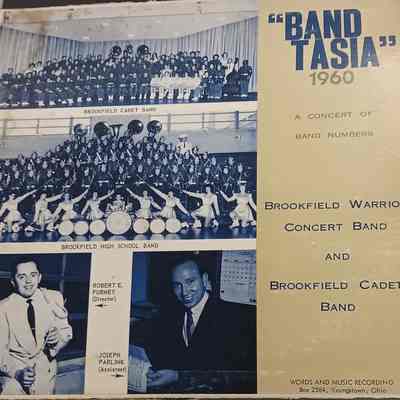 "BAND
TASIA"
1960
A CONCERT OF
BAND NUMBERS
BROOKFIELD WARRIO
CONCERT BAND
AND
BROOKFIELD CADET
BAND
WORDS AND MUSIC RECORDING
Box 2364, Youngstown, Ohio
BROOKFIELD CADET BAND
BROOKFIELD HIGH SCHOOL BAND
ROBERT E.
FURNEY
(Director)
JOSEPH
PARLINK
(Assistant)